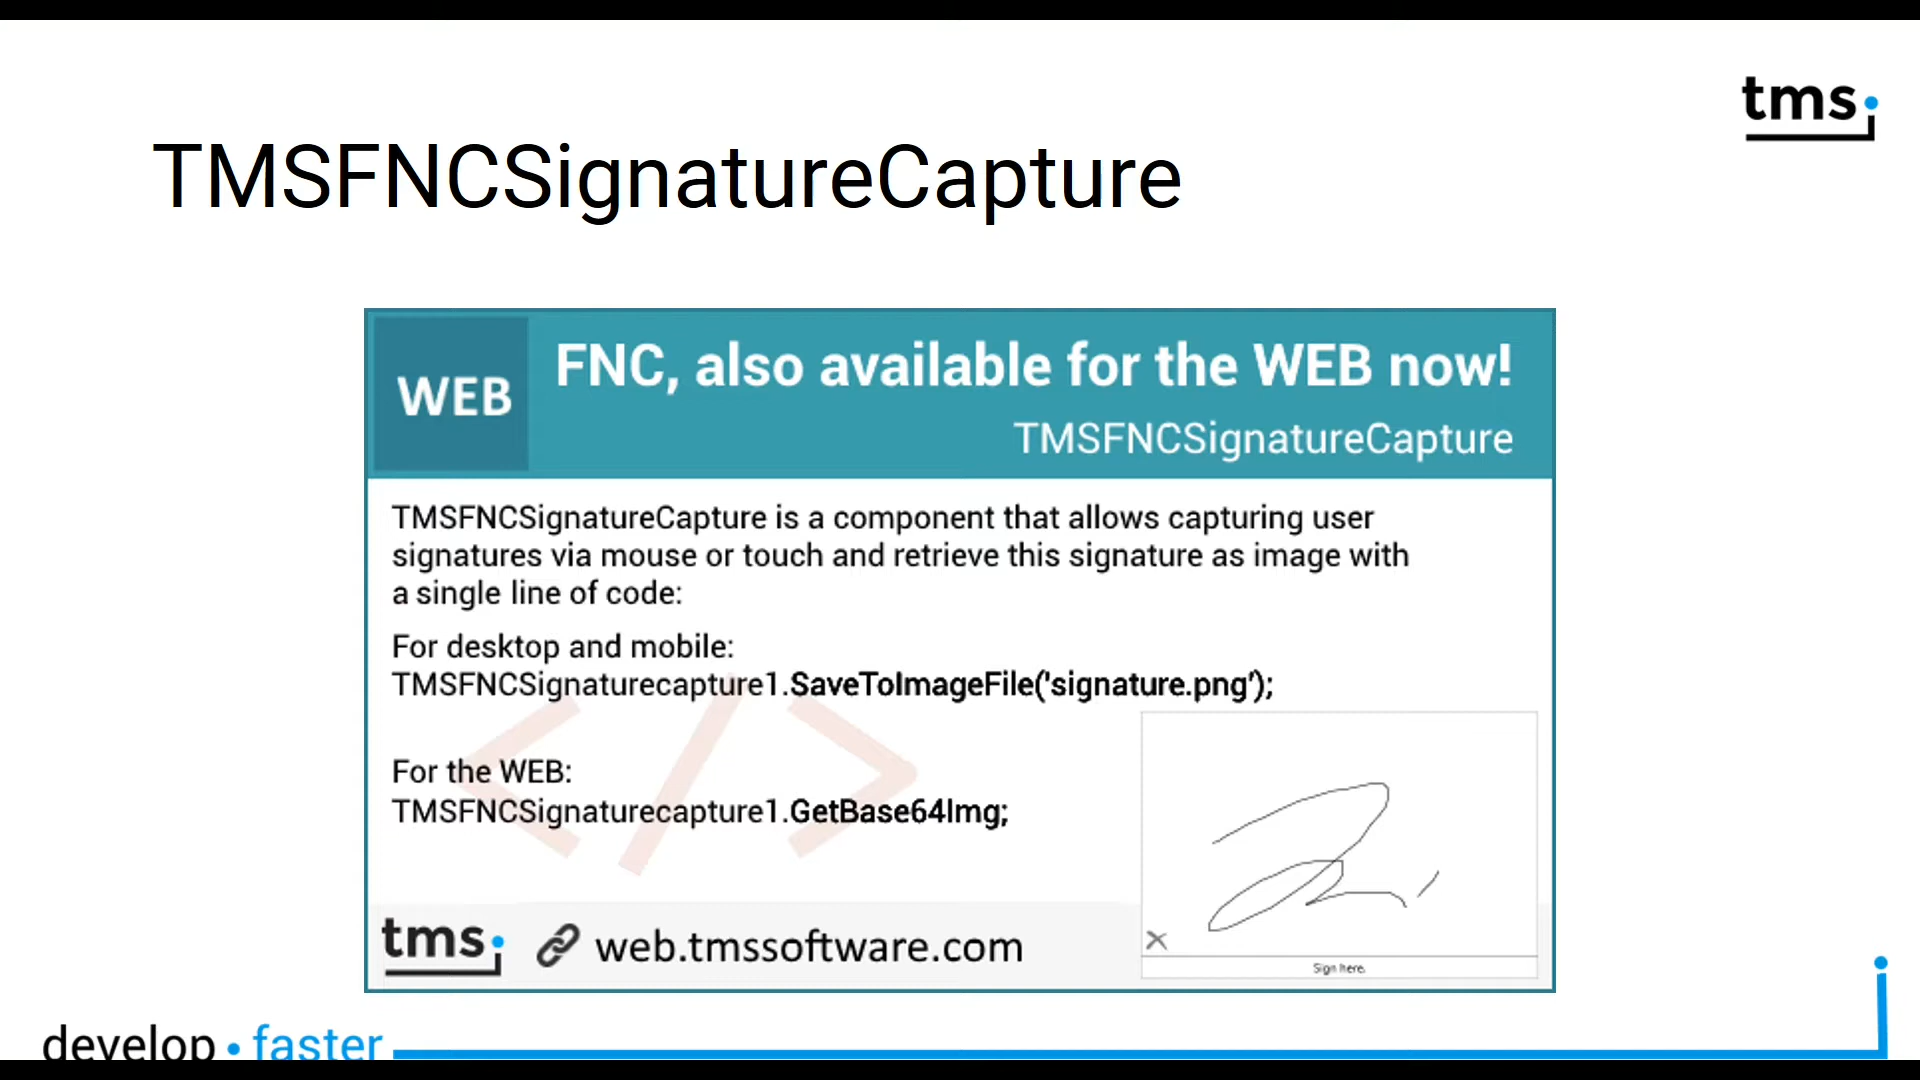 tms
TMSFNCSignatureCapture
WEB
FNC, also available for the WEB now!
TMSFNCSignatureCapture
TMSFNCSignatureCapture is a component that allows capturing user
signatures via mouse or touch and retrieve this signature as image with
a single line of code:
For desktop and mobile:
TMSFNCSignaturecapture1.SaveToImageFile('signature.png');
For the WEB:
TMSFNCSignaturecapture1.GetBase64Img;
tms
web.tmssoftware.com
Sign here.
develop • faster